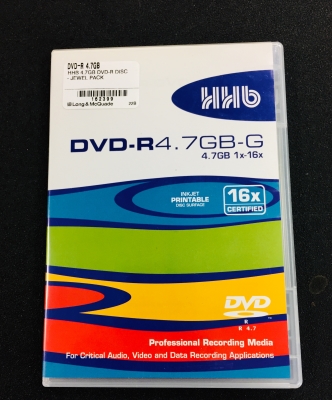 DVD-R 4.7GB
HHB 4.7GB DVD-R DISC
- JEWEL PACK
Long & McQuade
HHb
DVD-R4.7GB-G
4.7GB 1x-16x
INKJET
PRINTABLE
DISC SURFACE
16x
CERTIFIED
DVD
R
R 4.7
Professional Recording Media
For Critical Audio, Video and Data Recording Applications